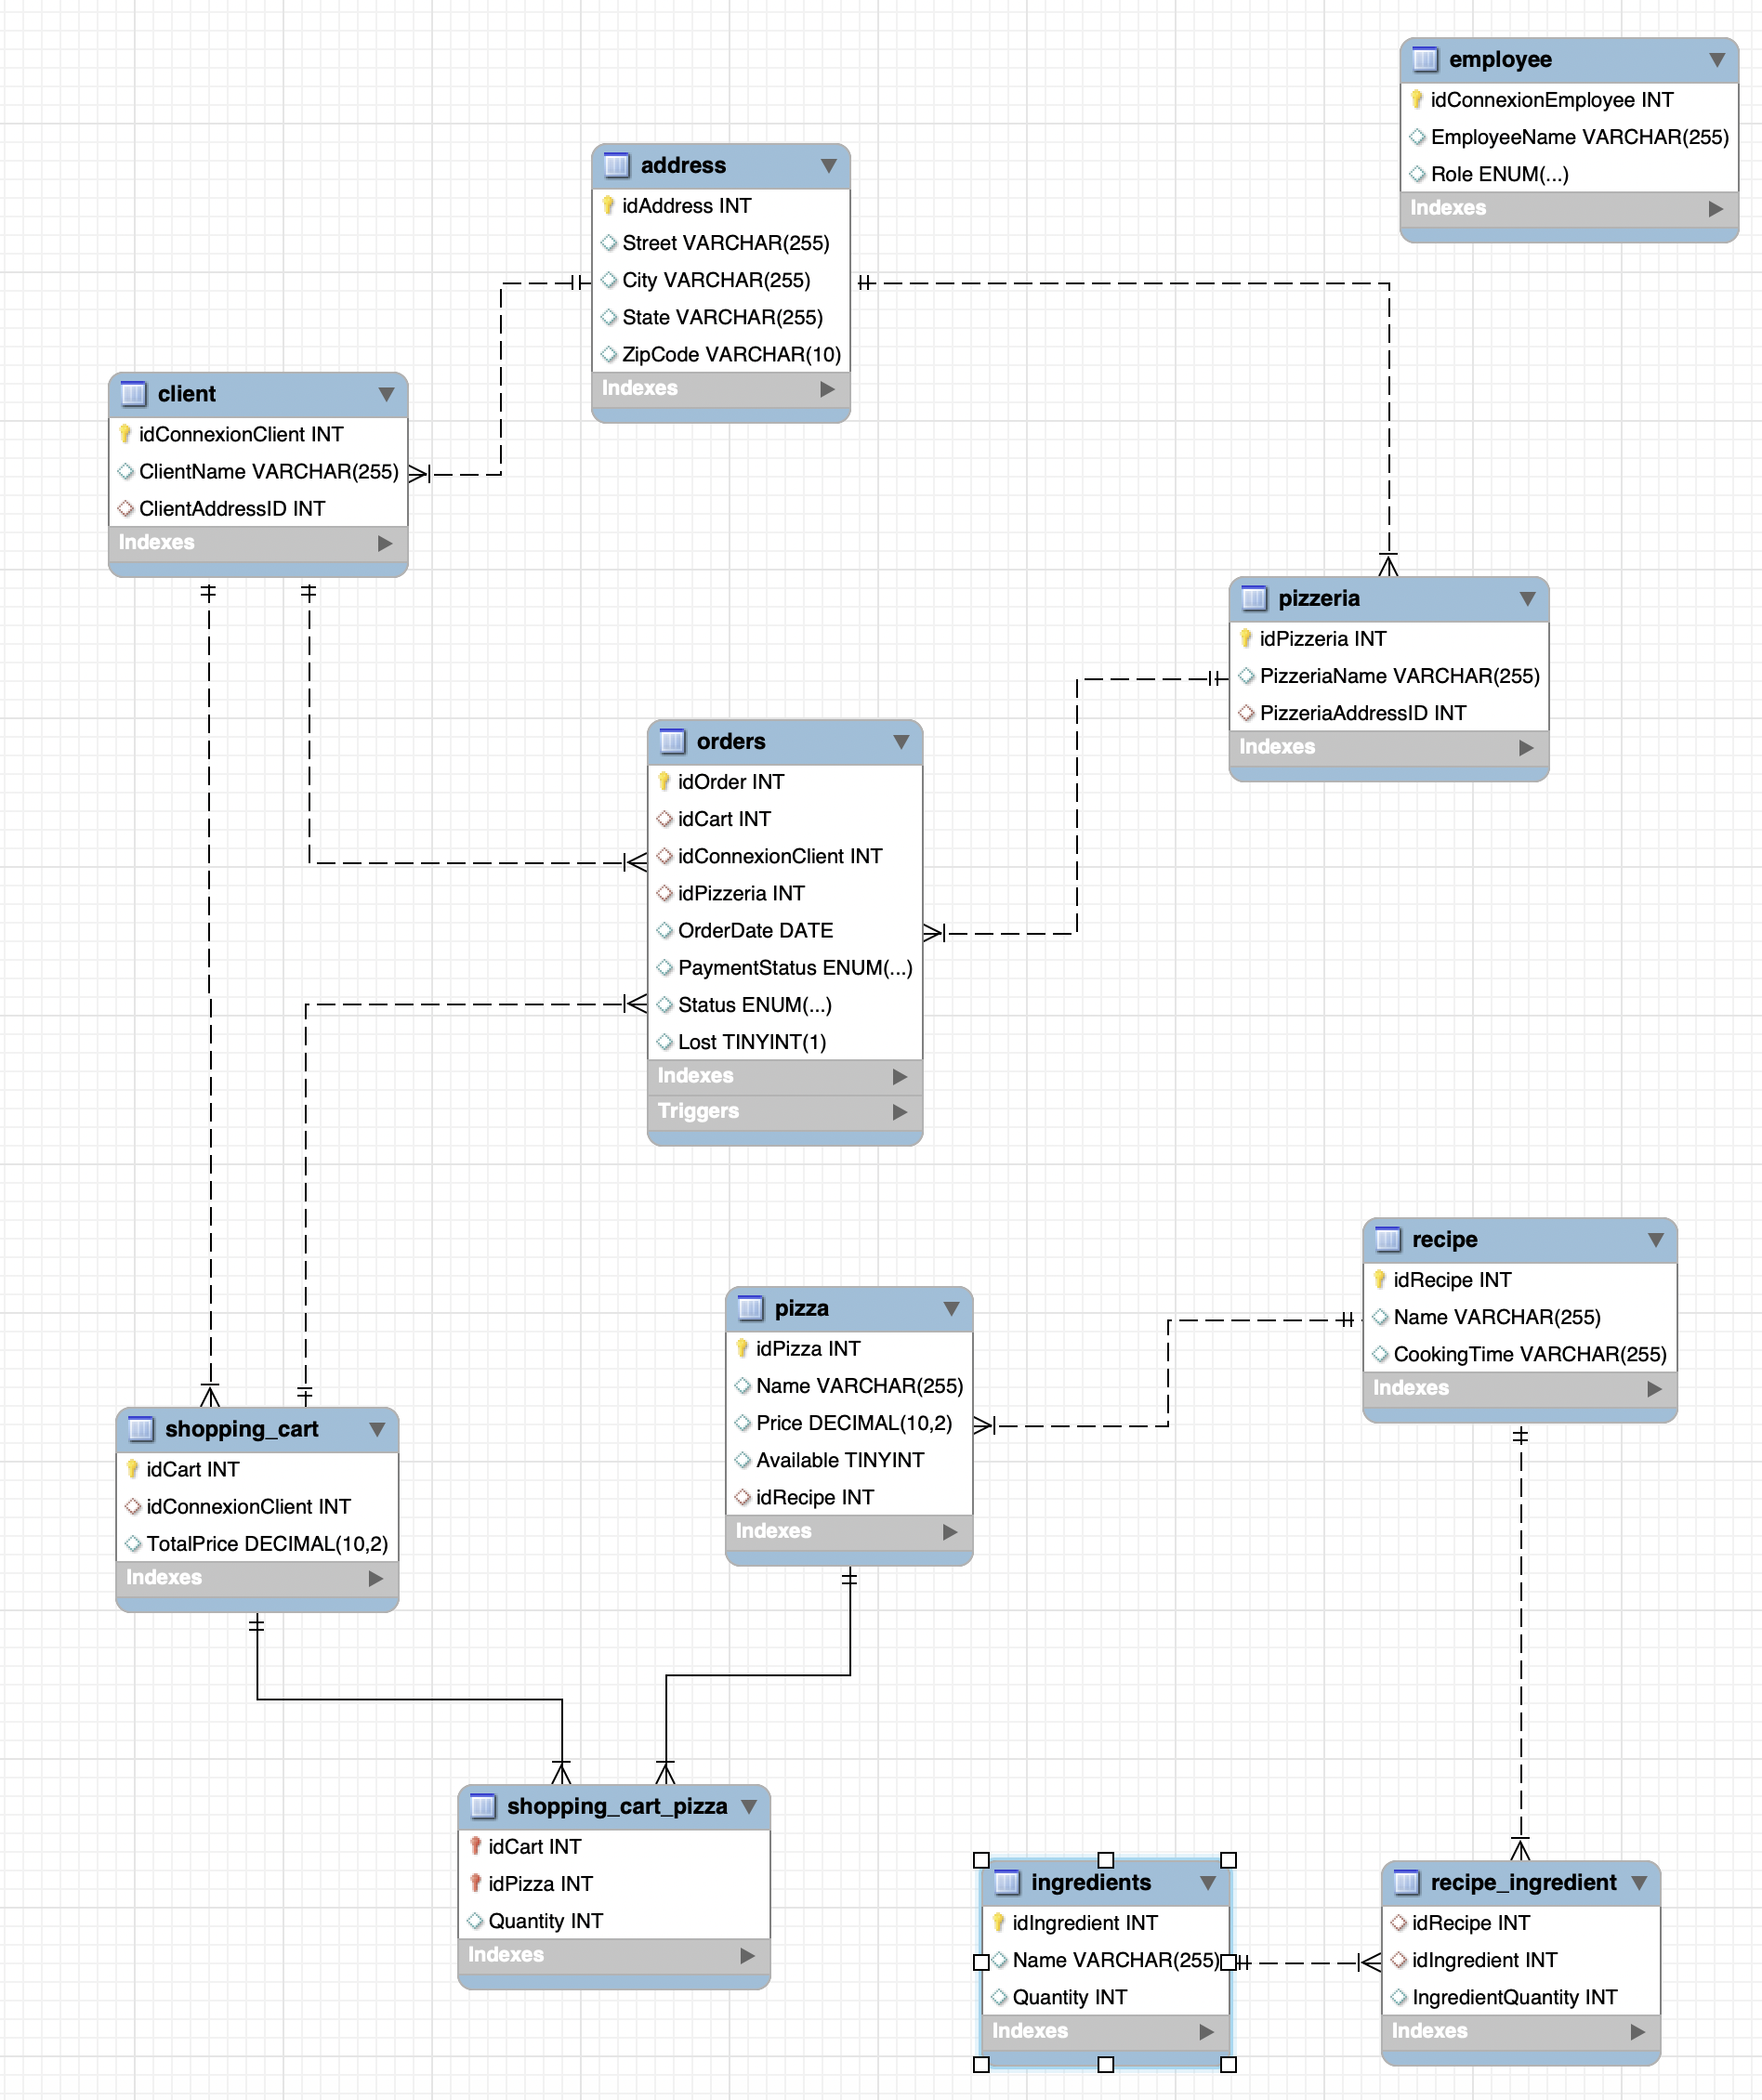 employee
idConnexionEmployee INT
EmployeeName VARCHAR(255)
Role ENUM(...)
Indexes
address
idAddress INT
Street VARCHAR(255)
City VARCHAR(255)
State VARCHAR(255)
ZipCode VARCHAR(10)
Indexes
client
idConnexionClient INT
ClientName VARCHAR(255)
ClientAddressID INT
Indexes
pizzeria
idPizzeria INT
PizzeriaName VARCHAR(255)
PizzeriaAddressID INT
Indexes
orders
idOrder INT
idCart INT
idConnexionClient INT
idPizzeria INT
OrderDate DATE
PaymentStatus ENUM(...)
Status ENUM(...)
Lost TINYINT(1)
Indexes
Triggers
recipe
idRecipe INT
Name VARCHAR(255)
CookingTime VARCHAR(255)
Indexes
pizza
idPizza INT
Name VARCHAR(255)
Price DECIMAL(10,2)
Available TINYINT
idRecipe INT
Indexes
shopping_cart
idCart INT
idConnexionClient INT
TotalPrice DECIMAL(10,2)
Indexes
shopping_cart_pizza
idCart INT
idPizza INT
Quantity INT
Indexes
ingredients
idIngredient INT
Name VARCHAR(255)
Quantity INT
Indexes
recipe_ingredient
idRecipe INT
idIngredient INT
IngredientQuantity INT
Indexes